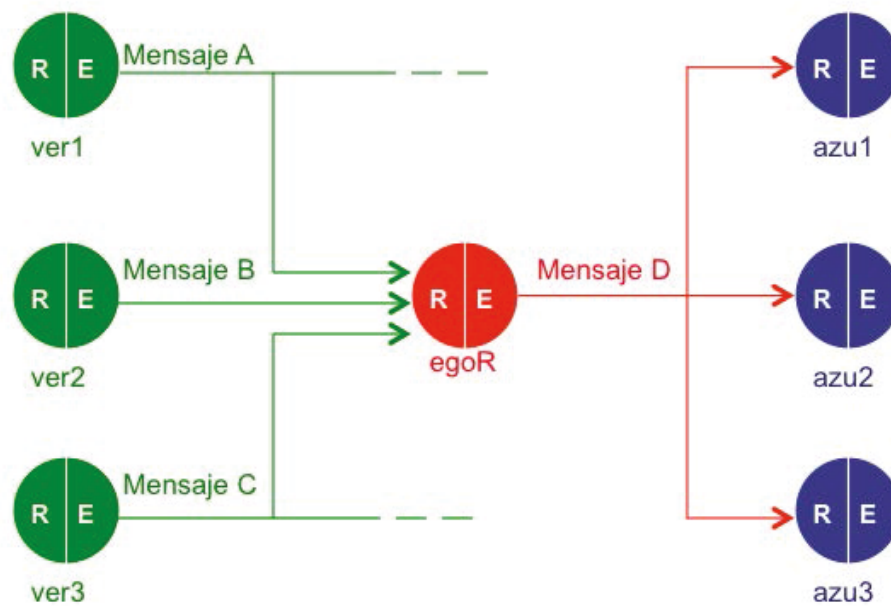 R E
Mensaje A
ver1
R E
azu1
R E
Mensaje B
ver2
R E
egoR
Mensaje D
R E
azu2
R E
Mensaje C
ver3
R E
azu3